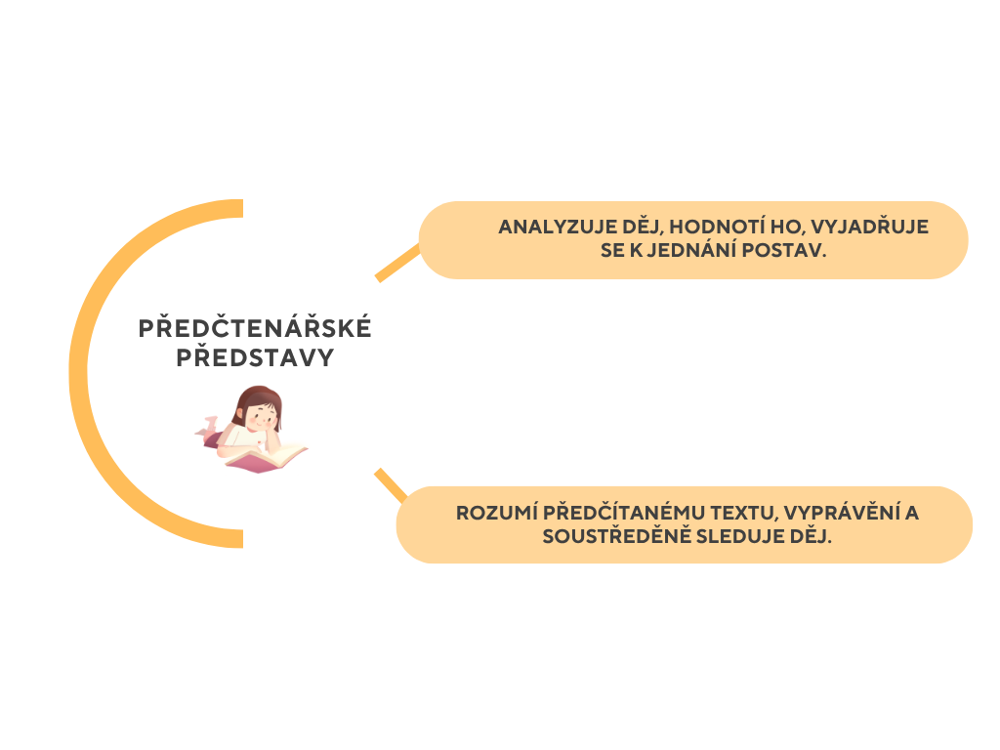 PŘEDČTENÁŘSKÉ
PŘEDSTAVY
ANALYZUJE DĚJ, HODNOTÍ HO, VYJADŘUJE
SE K JEDNÁNÍ POSTAV.
ROZUMÍ PŘEDČÍTANÉMU TEXTU, VYPRÁVĚNÍ A
SOUSTŘEDĚNĚ SLEDUJE DĚJ.